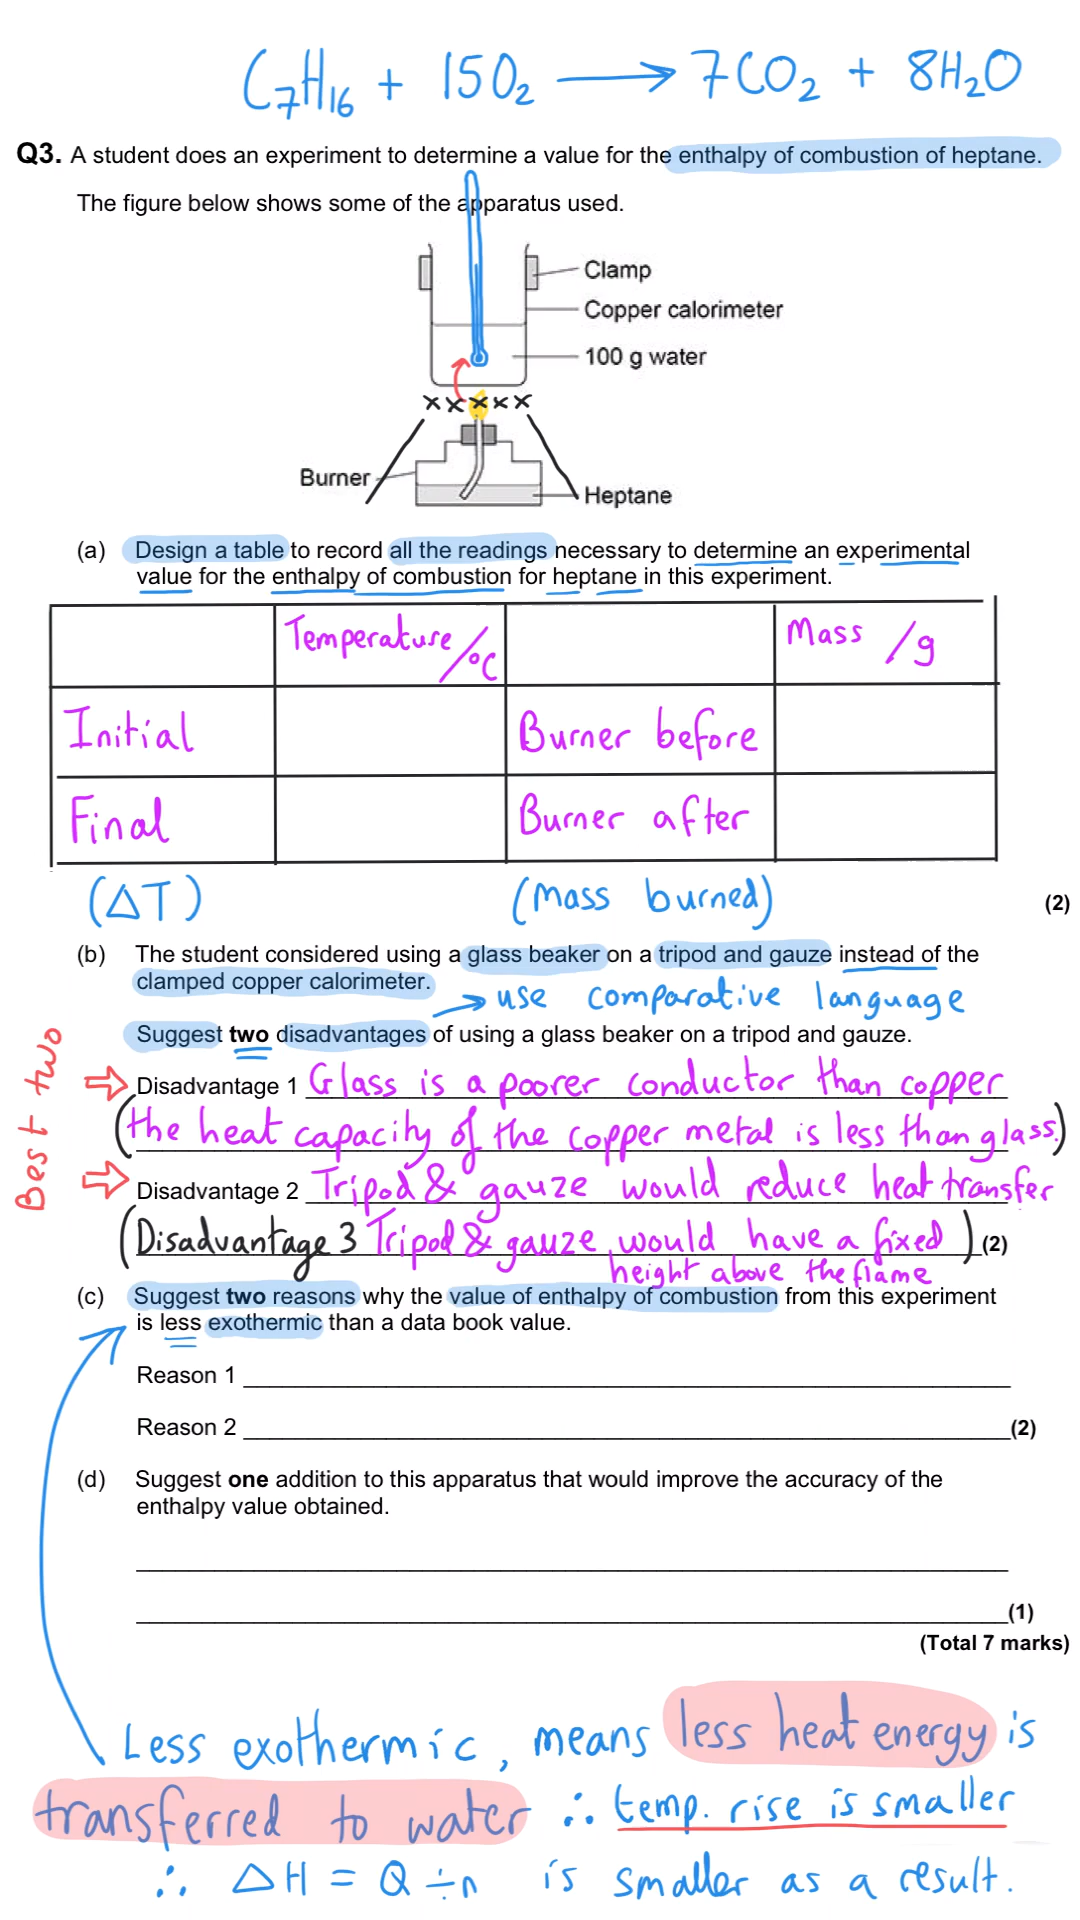 C₇H₁₆ + 15O₂ ⟶ 7CO₂ + 8H₂O
Q3. A student does an experiment to determine a value for the enthalpy of combustion of heptane.
The figure below shows some of the apparatus used.
Clamp
Copper calorimeter
100 g water
Burner
Heptane
(a) Design a table to record all the readings necessary to determine an experimental
value for the enthalpy of combustion for heptane in this experiment.
Temperature/°C Mass /g
Initial Burner before
Final Burner after
(ΔT) (mass burned)
(2)
(b) The student considered using a glass beaker on a tripod and gauze instead of the
clamped copper calorimeter.
→ use comparative language
Suggest two disadvantages of using a glass beaker on a tripod and gauze.
Best two
⇨ Disadvantage 1 Glass is a poorer conductor than copper
(the heat capacity of the copper metal is less than glass.)
⇨ Disadvantage 2 Tripod & gauze would reduce heat transfer
(Disadvantage 3 Tripod & gauze would have a fixed
height above the flame) (2)
(c) Suggest two reasons why the value of enthalpy of combustion from this experiment
is less exothermic than a data book value.
Reason 1
Reason 2 (2)
(d) Suggest one addition to this apparatus that would improve the accuracy of the
enthalpy value obtained.
(1)
(Total 7 marks)
Less exothermic, means less heat energy is
transferred to water ∴ temp. rise is smaller
∴ ΔH = Q ÷ n is smaller as a result.